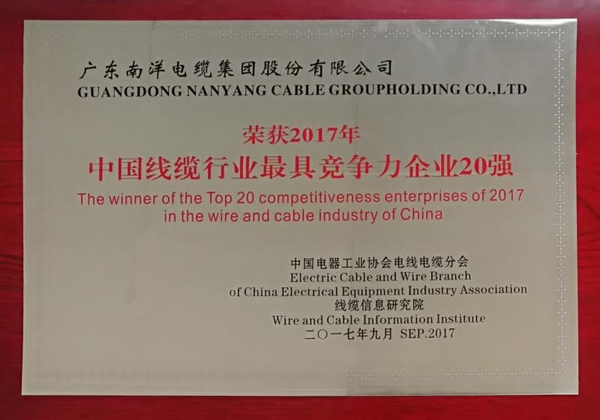 广东南洋电缆集团股份有限公司
GUANGDONG NANYANG CABLE GROUPHOLDING CO.,LTD
荣获2017年
中国线缆行业最具竞争力企业20强
The winner of the Top 20 competitiveness enterprises of 2017
in the wire and cable industry of China
中国电器工业协会电线电缆分会
Electric Cable and Wire Branch
of China Electrical Equipment Industry Association
线缆信息研究院
Wire and Cable Information Institute
二〇一七年九月 SEP.2017